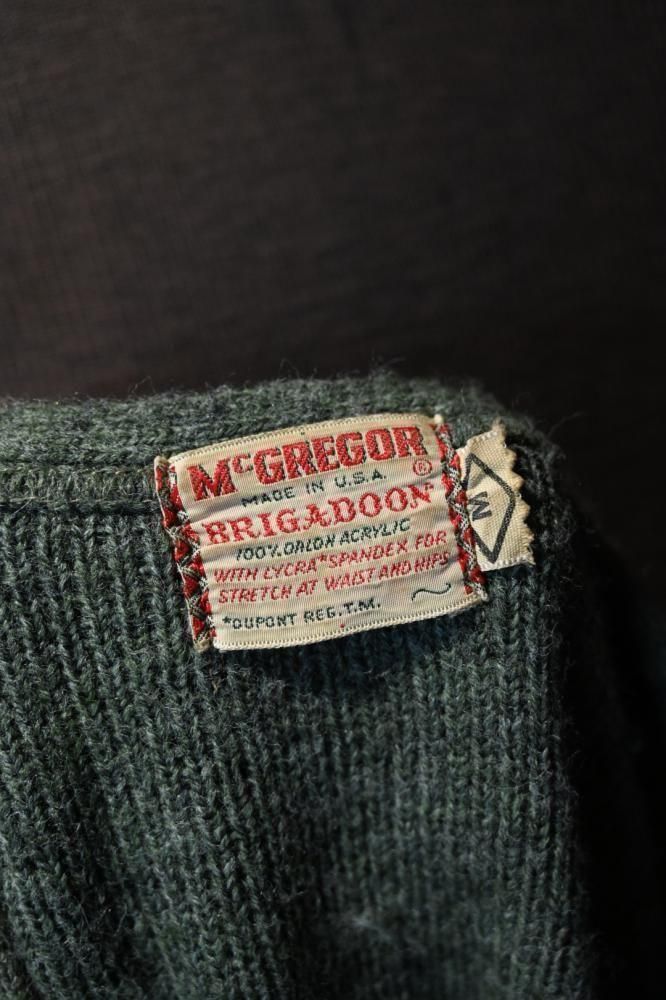 McGREGOR®
MADE IN U.S.A.
BRIGADOON
100% ORLON ACRYLIC
WITH LYCRA*SPANDEX FOR
STRETCH AT WAIST AND HIPS
*DUPONT REG.T.M.
M